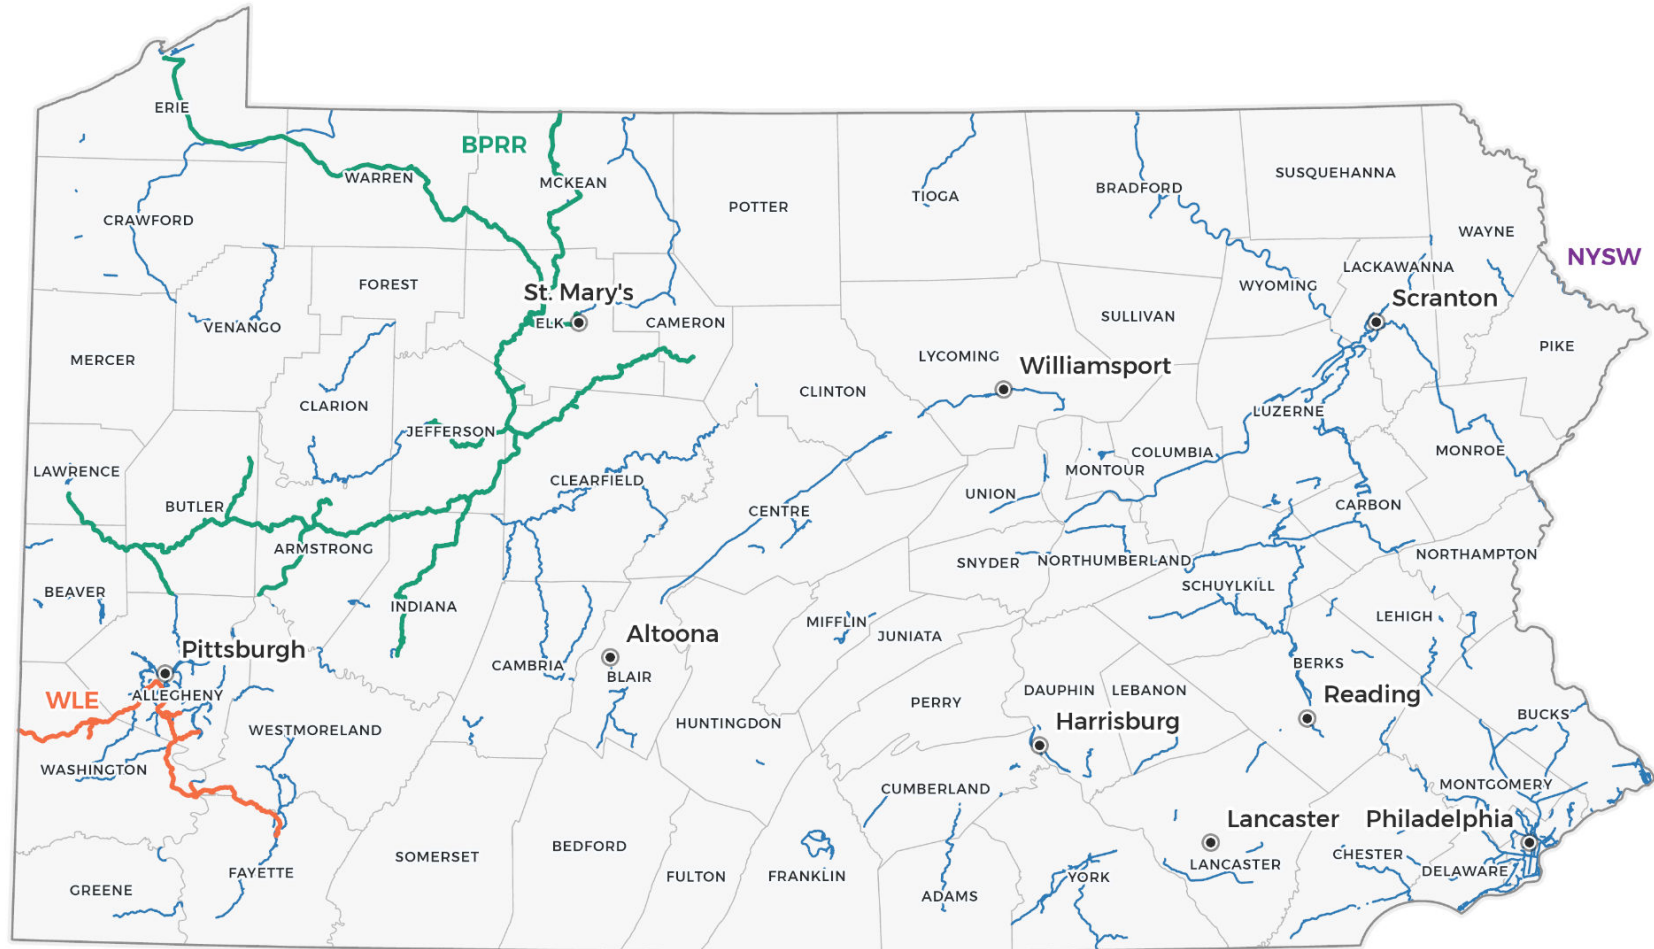 ERIE
BPRR
WARREN
MCKEAN
CRAWFORD
POTTER
TIOGA
BRADFORD
SUSQUEHANNA
WAYNE
NYSW
LACKAWANNA
WYOMING
Scranton
FOREST
St. Mary's
ELK
CAMERON
VENANGO
SULLIVAN
PIKE
MERCER
LYCOMING
Williamsport
CLINTON
CLARION
LUZERNE
JEFFERSON
COLUMBIA
MONROE
LAWRENCE
MONTOUR
CLEARFIELD
UNION
BUTLER
CENTRE
CARBON
ARMSTRONG
SNYDER
NORTHUMBERLAND
NORTHAMPTON
SCHUYLKILL
BEAVER
INDIANA
MIFFLIN
JUNIATA
LEHIGH
Altoona
Pittsburgh
CAMBRIA
BLAIR
BERKS
WLE
ALLEGHENY
PERRY
DAUPHIN
LEBANON
Reading
WESTMORELAND
HUNTINGDON
Harrisburg
BUCKS
WASHINGTON
CUMBERLAND
MONTGOMERY
Lancaster
Philadelphia
SOMERSET
BEDFORD
CHESTER
LANCASTER
FAYETTE
DELAWARE
GREENE
FULTON
FRANKLIN
YORK
ADAMS